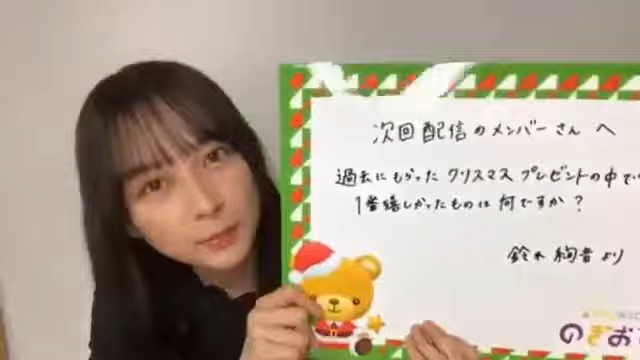 次回配信のメンバーさんへ
過去にもらったクリスマスプレゼントの中で
1番嬉しかったものは何ですか?
鈴木絢音より
のぎお